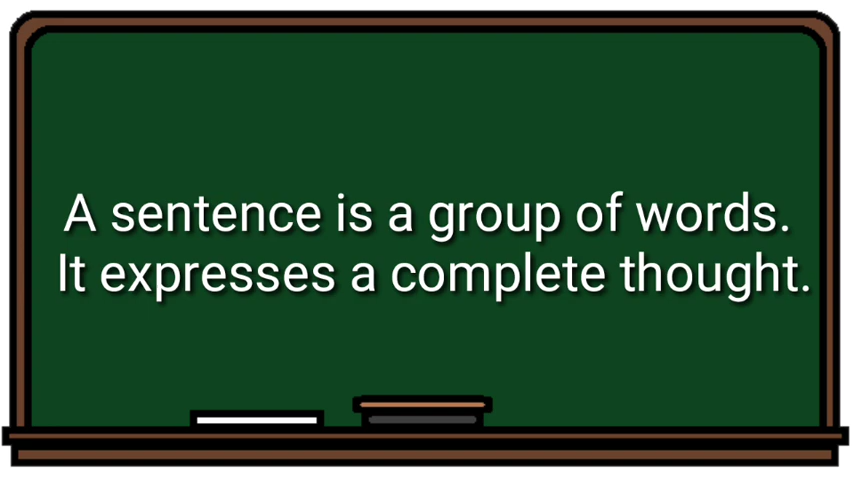 A sentence is a group of words.
It expresses a complete thought.